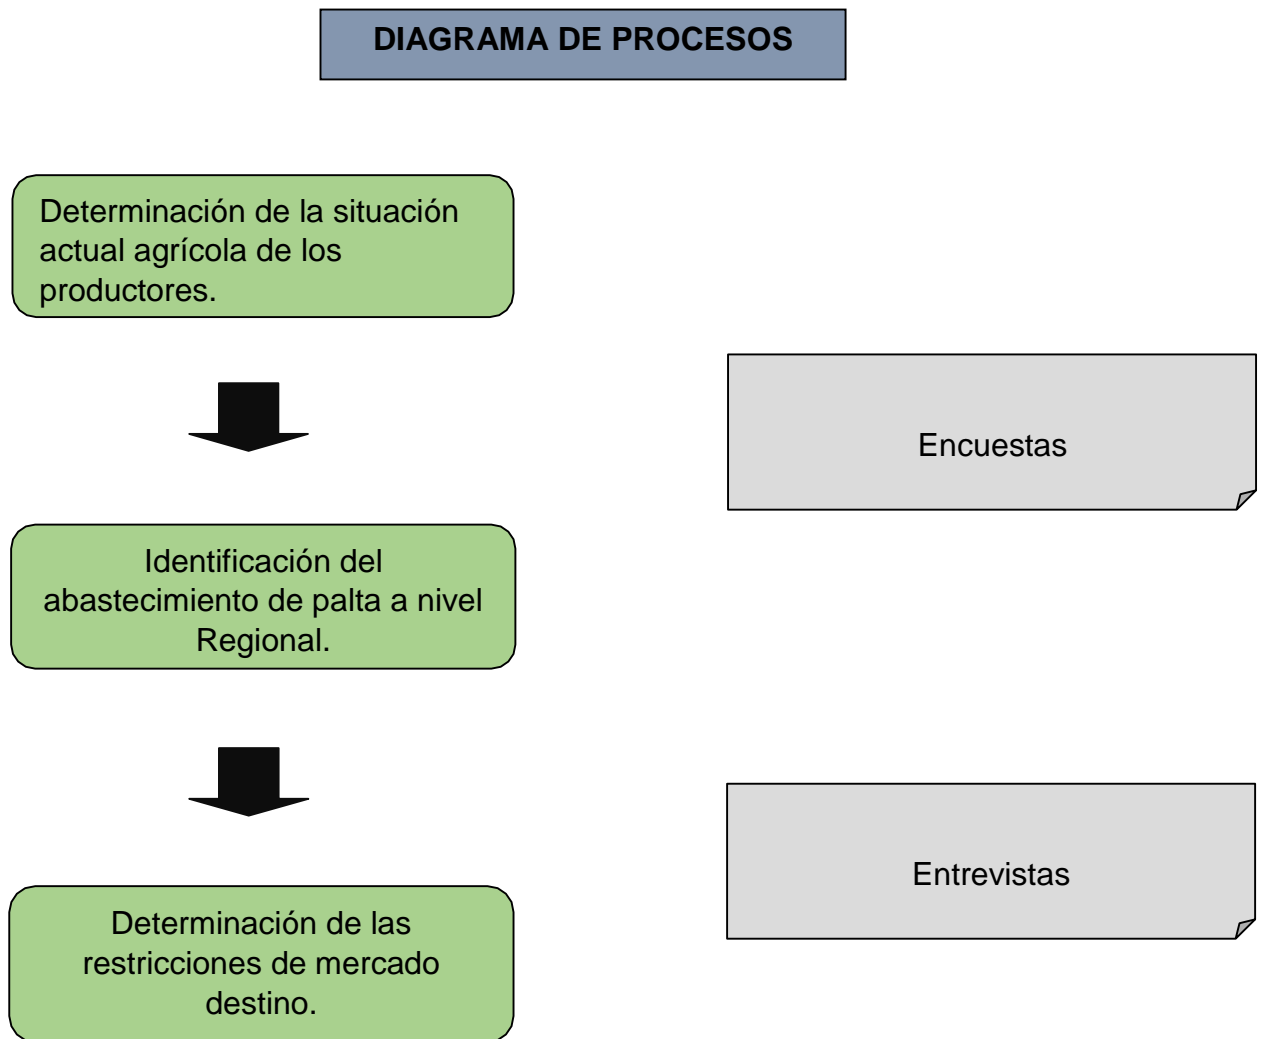 DIAGRAMA DE PROCESOS
Determinación de la situación
actual agrícola de los
productores.
Encuestas
Identificación del
abastecimiento de palta a nivel
Regional.
Entrevistas
Determinación de las
restricciones de mercado
destino.